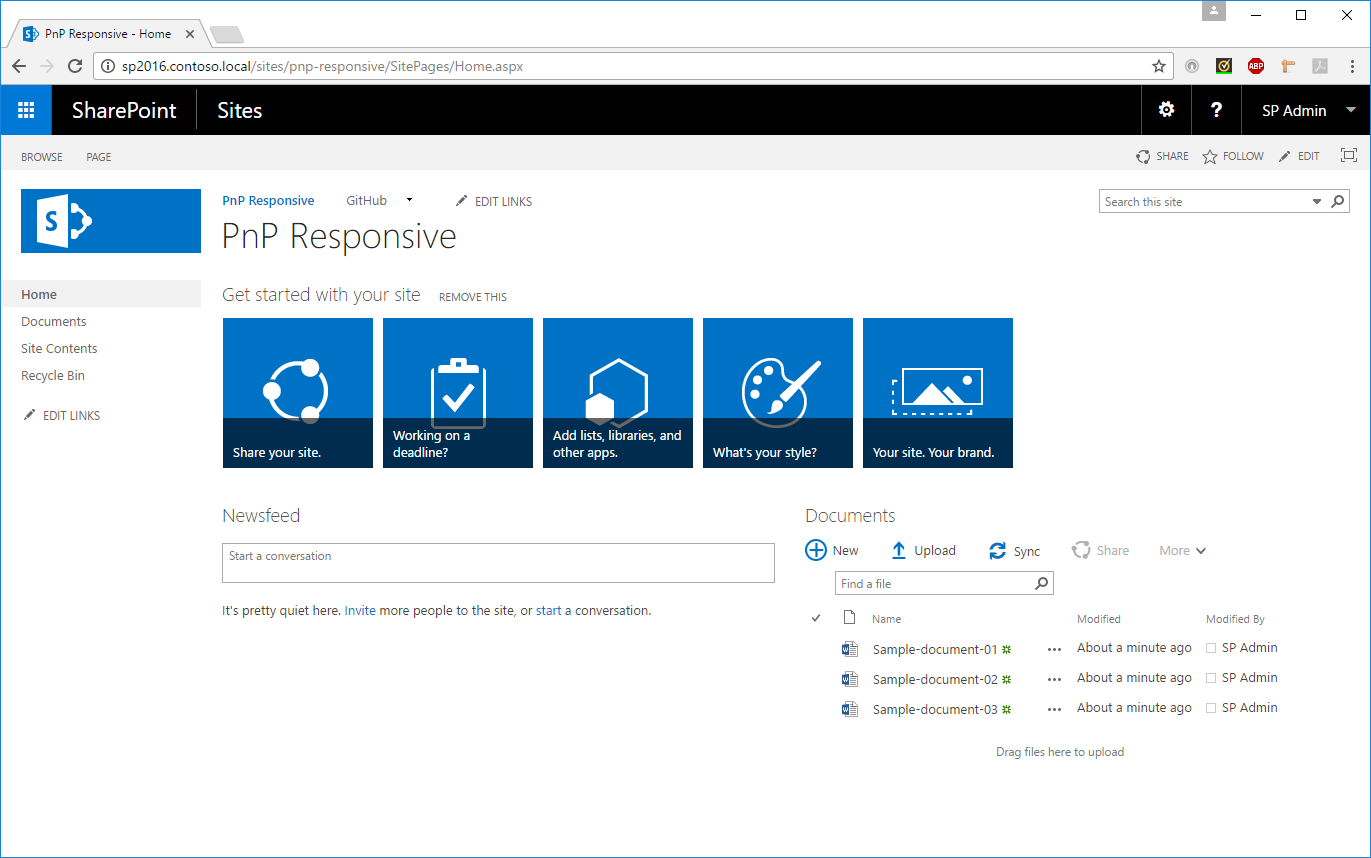 PnP Responsive - Home
sp2016.contoso.local/sites/pnp-responsive/SitePages/Home.aspx
ABP
SharePoint Sites ? SP Admin
BROWSE PAGE SHARE FOLLOW EDIT
S
PnP Responsive GitHub EDIT LINKS Search this site
PnP Responsive
Home
Documents
Site Contents
Recycle Bin
EDIT LINKS
Get started with your site REMOVE THIS
Share your site.
Working on a
deadline?
Add lists, libraries, and
other apps.
What's your style?
Your site. Your brand.
Newsfeed
Start a conversation
It's pretty quiet here. Invite more people to the site, or start a conversation.
Documents
New Upload Sync Share More
Find a file
Name Modified Modified By
Sample-document-01 ... About a minute ago SP Admin
Sample-document-02 ... About a minute ago SP Admin
Sample-document-03 ... About a minute ago SP Admin
Drag files here to upload